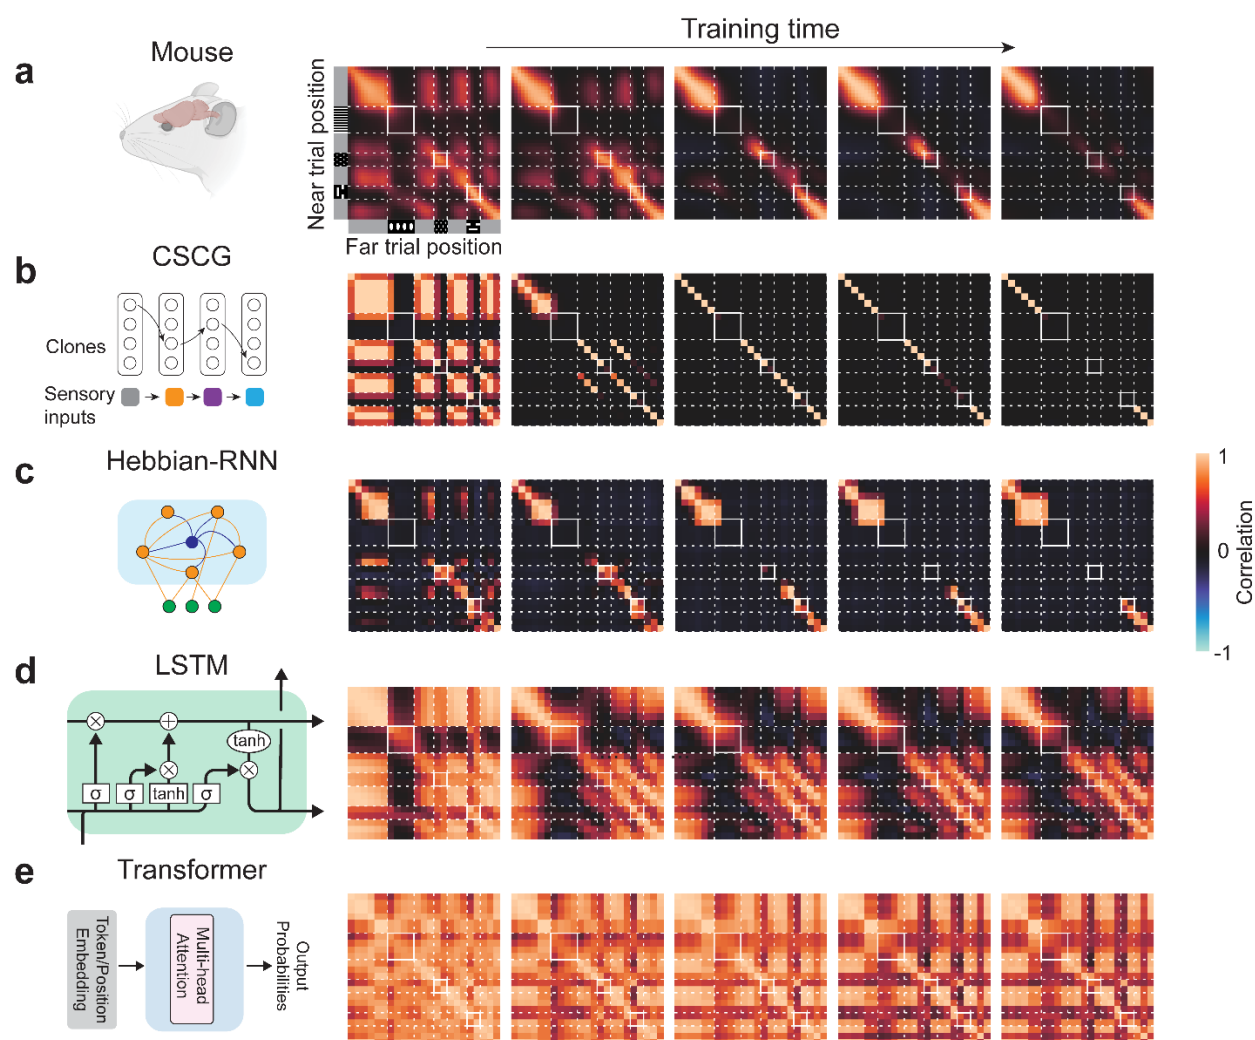 Training time
a
Mouse
Near trial position
Far trial position
b
CSCG
Clones
Sensory
inputs
c
Hebbian-RNN
1
0
-1
Correlation
d
LSTM
×
+
tanh
×
×
σ
σ
tanh
σ
e
Transformer
Token/Position
Embedding
Multi-head
Attention
Output
Probabilities